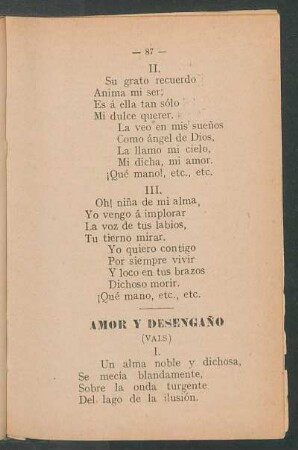 — 87 —
II.
Su grato recuerdo
Anima mi ser;
Es á ella tan sólo
Mi dulce querer.
La veo en mis sueños
Como ángel de Dios,
La llamo mi cielo,
Mi dicha, mi amor.
¡Qué mano!, etc., etc.
III.
Oh! niña de mi alma,
Yo vengo á implorar
La voz de tus labios,
Tu tierno mirar.
Yo quiero contigo
Por siempre vivir
Y loco en tus brazos
Dichoso morir.
¡Qué mano, etc., etc.
AMOR Y DESENGAÑO
(VALS)
I.
Un alma noble y dichosa,
Se mecía blandamente,
Sobre la onda turgente
Del lago de la ilusión.